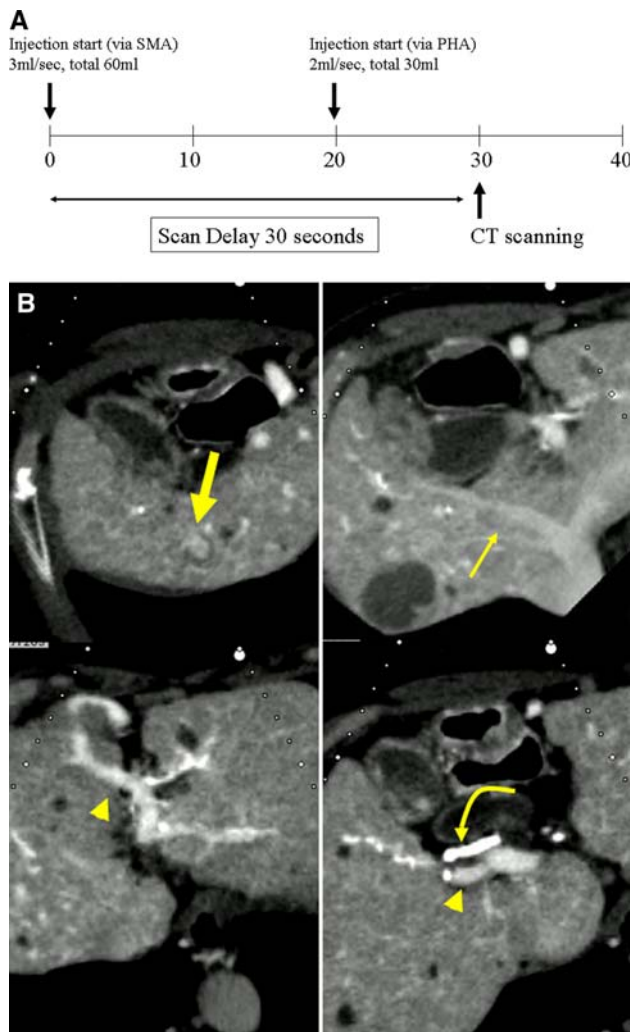 A
Injection start (via SMA)
3ml/sec, total 60ml
Injection start (via PHA)
2ml/sec, total 30ml
0 10 20 30 40
Scan Delay 30 seconds
CT scanning
B